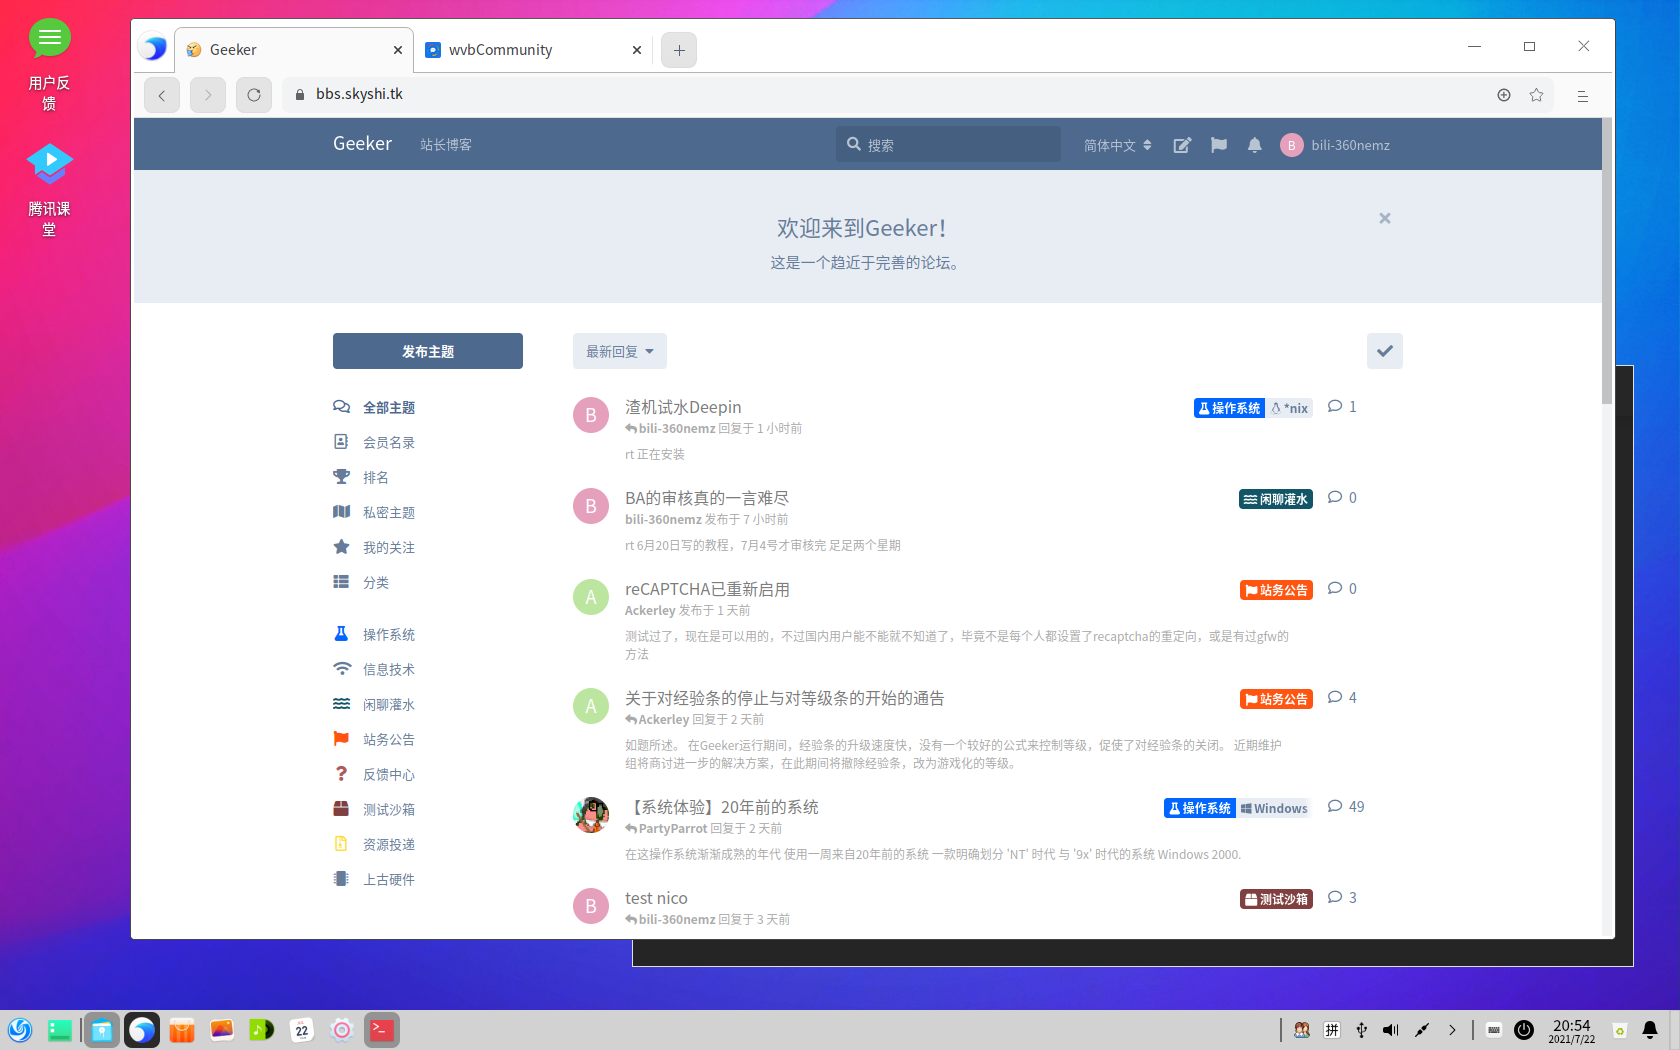 用户反
馈
腾讯课
堂
Geeker
wvbCommunity
bbs.skyshi.tk
Geeker 站长博客 搜索 简体中文 B bili-360nemz
欢迎来到Geeker!
这是一个趋近于完善的论坛。
发布主题
全部主题
会员名录
排名
私密主题
我的关注
分类
操作系统
信息技术
闲聊灌水
站务公告
反馈中心
测试沙箱
资源投递
上古硬件
最新回复
B 渣机试水Deepin 操作系统 *nix 1
bili-360nemz 回复于 1 小时前
rt 正在安装
B BA的审核真的一言难尽 闲聊灌水 0
bili-360nemz 发布于 7 小时前
rt 6月20日写的教程，7月4号才审核完 足足两个星期
A reCAPTCHA已重新启用 站务公告 0
Ackerley 发布于 1 天前
测试过了，现在是可以用的，不过国内用户能不能就不知道了，毕竟不是每个人都设置了recaptcha的重定向，或是有过gfw的
方法
A 关于对经验条的停止与对等级条的开始的通告 站务公告 4
Ackerley 回复于 2 天前
如题所述。 在Geeker运行期间，经验条的升级速度快，没有一个较好的公式来控制等级，促使了对经验条的关闭。 近期维护
组将商讨进一步的解决方案，在此期间将撤除经验条，改为游戏化的等级。
【系统体验】20年前的系统 操作系统 Windows 49
PartyParrot 回复于 2 天前
在这操作系统渐渐成熟的年代 使用一周来自20年前的系统 一款明确划分 'NT' 时代 与 '9x' 时代的系统 Windows 2000.
B test nico 测试沙箱 3
bili-360nemz 回复于 3 天前
22
拼
20:54
2021/7/22